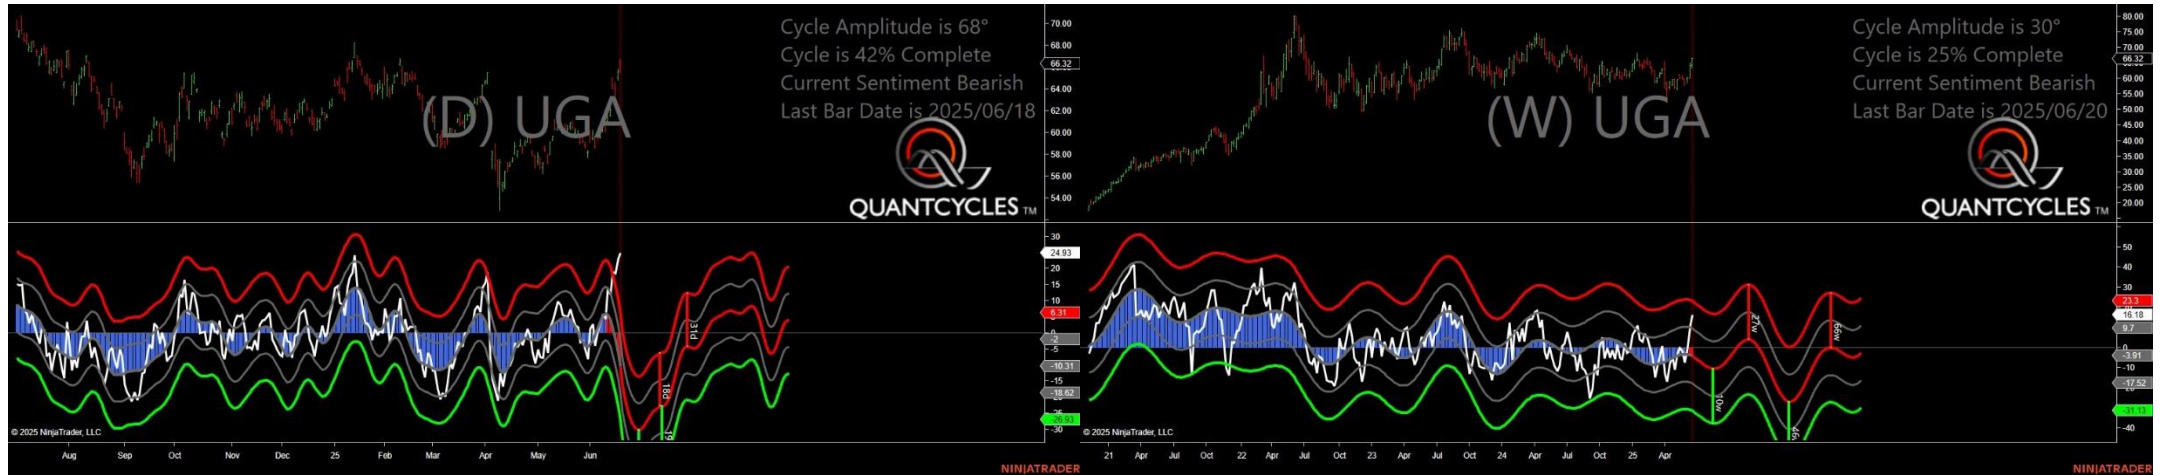 Cycle Amplitude is 68°
Cycle is 42% Complete
Current Sentiment Bearish
Last Bar Date is 2025/06/18
(D) UGA
QUANTCYCLES TM
70.00
68.00
66.32
64.00
62.00
60.00
58.00
56.00
54.00
30
24.93
20
15
10
6.31
0
-2
-5
-10.31
-15
-18.62
-26.93
-30
31d
18d
-19
© 2025 NinjaTrader, LLC
Aug Sep Oct Nov Dec 25 Feb Mar Apr May Jun
NINJATRADER
Cycle Amplitude is 30°
Cycle is 25% Complete
Current Sentiment Bearish
Last Bar Date is 2025/06/20
(W) UGA
QUANTCYCLES TM
80.00
75.00
70.00
66.32
60.00
55.00
50.00
45.00
40.00
35.00
30.00
25.00
20.00
50
40
30
23.3
16.18
9.7
0
-3.91
-10
-17.52
-31.13
-40
27w
66w
10w
© 2025 NinjaTrader, LLC
21 Apr Jul Oct 22 Apr Jul Oct 23 Apr Jul Oct 24 Apr Jul Oct 25 Apr
NINJATRADER